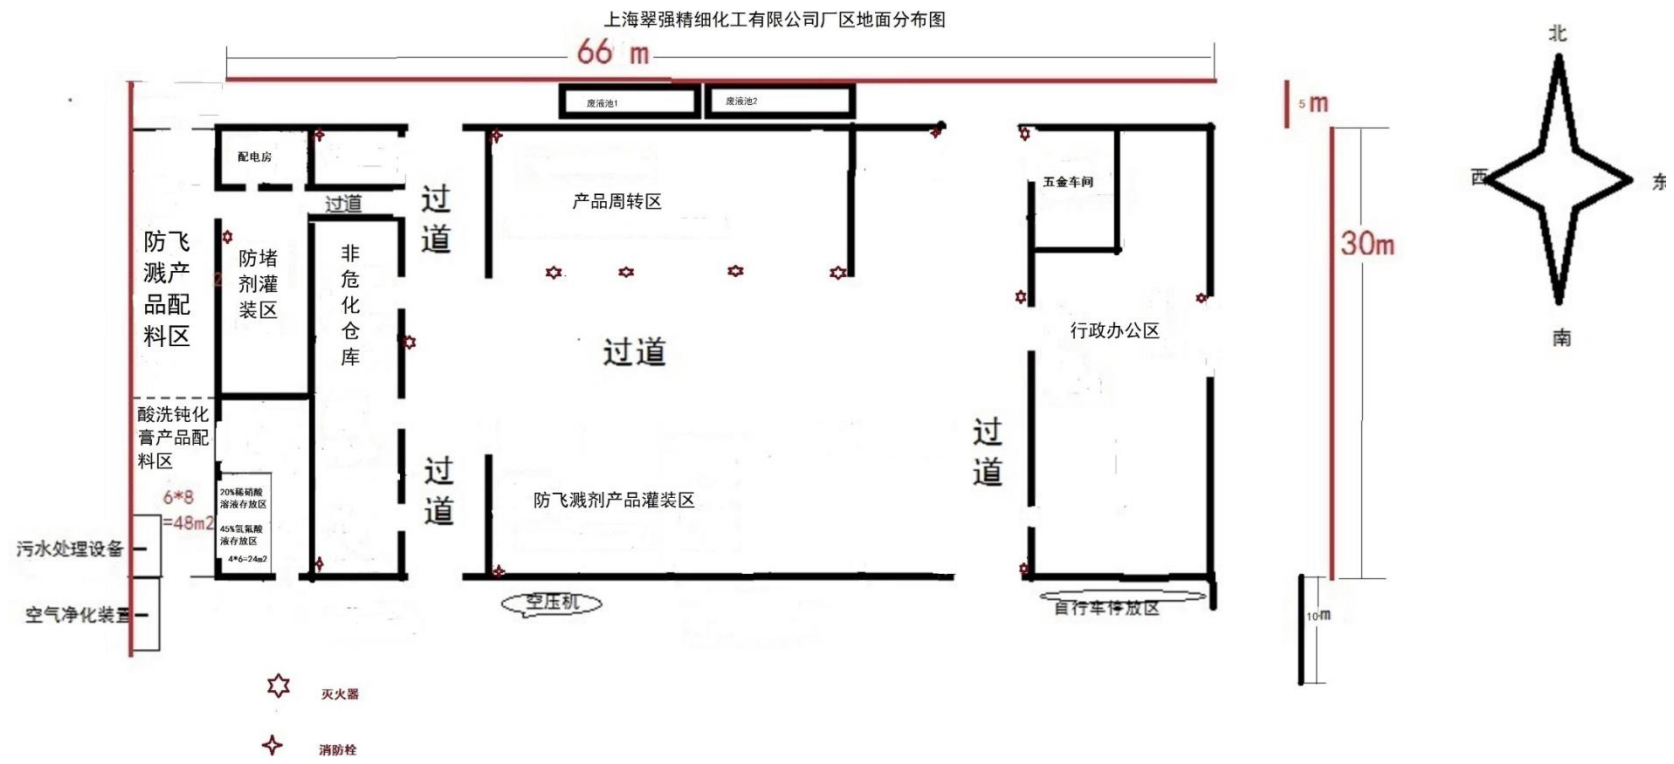 上海翠强精细化工有限公司厂区地面分布图
66 m
北
废液池1
废液池2
5 m
配电房
五金车间
西
东
过道
过
道
产品周转区
30m
防飞
溅产
品配
料区
2
防堵
剂灌
装区
非
危
化
仓
库
行政办公区
过道
南
酸洗钝化
膏产品配
料区
过
道
过
道
6*8
=48m2
20%稀硝酸
溶液存放区
45%氢氟酸
液存放区
4*6=24m2
防飞溅剂产品灌装区
污水处理设备
空气净化装置
空压机
自行车停放区
10m
灭火器
消防栓